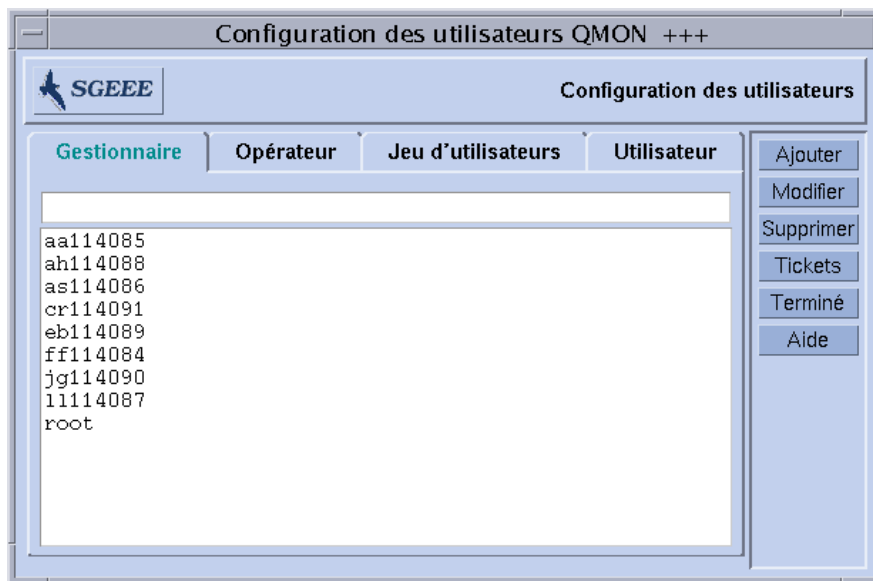 Configuration des utilisateurs QMON +++
SGEEE
Configuration des utilisateurs
Gestionnaire
Opérateur
Jeu d'utilisateurs
Utilisateur
aa114085
ah114088
as114086
cr114091
eb114089
ff114084
jg114090
ll114087
root
Ajouter
Modifier
Supprimer
Tickets
Terminé
Aide